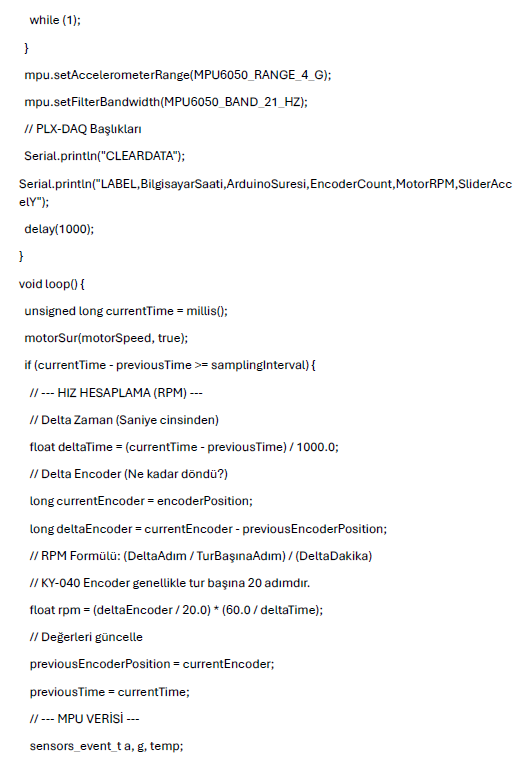 while (1);
}
mpu.setAccelerometerRange(MPU6050_RANGE_4_G);
mpu.setFilterBandwidth(MPU6050_BAND_21_HZ);
// PLX-DAQ Başlıkları
Serial.println("CLEARDATA");
Serial.println("LABEL,BilgisayarSaati,ArduinoSuresi,EncoderCount,MotorRPM,SliderAcc
elY");
delay(1000);
}
void loop() {
unsigned long currentTime = millis();
motorSur(motorSpeed, true);
if (currentTime - previousTime >= samplingInterval) {
// --- HIZ HESAPLAMA (RPM) ---
// Delta Zaman (Saniye cinsinden)
float deltaTime = (currentTime - previousTime) / 1000.0;
// Delta Encoder (Ne kadar döndü?)
long currentEncoder = encoderPosition;
long deltaEncoder = currentEncoder - previousEncoderPosition;
// RPM Formülü: (DeltaAdım / TurBaşınaAdım) / (DeltaDakika)
// KY-040 Encoder genellikle tur başına 20 adımdır.
float rpm = (deltaEncoder / 20.0) * (60.0 / deltaTime);
// Değerleri güncelle
previousEncoderPosition = currentEncoder;
previousTime = currentTime;
// --- MPU VERİSİ ---
sensors_event_t a, g, temp;